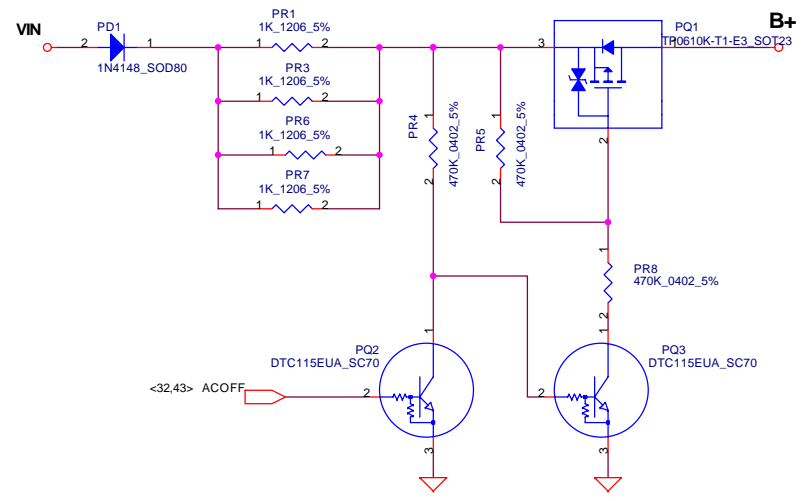 VIN
PD1
2
1
1N4148_SOD80
PR1
1K_1206_5%
1
2
PR3
1K_1206_5%
1
2
PR6
1K_1206_5%
1
2
PR7
1K_1206_5%
1
2
PR4
470K_0402_5%
1
2
PR5
470K_0402_5%
1
2
PQ1
TP0610K-T1-E3_SOT23
3
1
2
B+
PR8
470K_0402_5%
1
2
PQ2
DTC115EUA_SC70
1
2
3
<32,43> ACOFF
PQ3
DTC115EUA_SC70
1
2
3